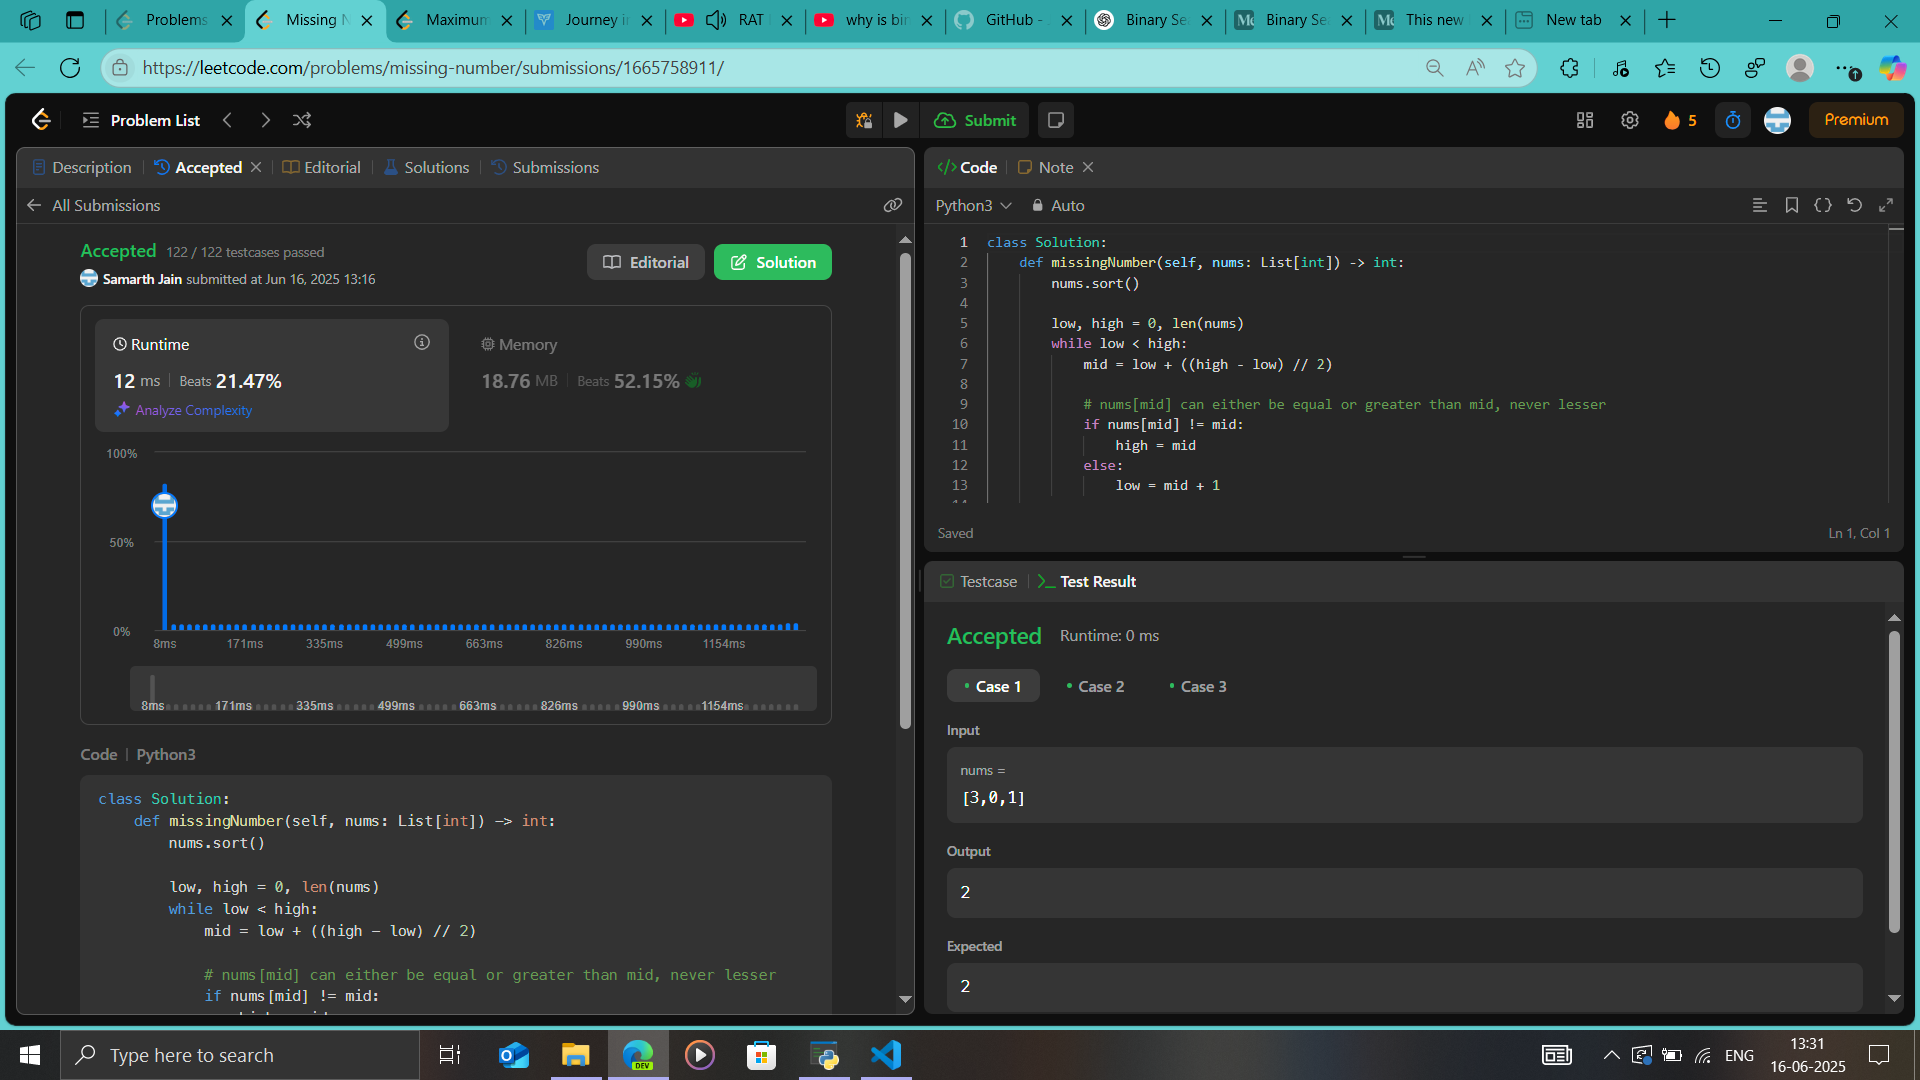 Problems
Missing N
Maximum
Journey in
RAT
why is bin
GitHub -
Binary Se
Binary Se
This new
New tab
https://leetcode.com/problems/missing-number/submissions/1665758911/
Problem List
Submit
5
Premium
Description
Accepted
Editorial
Solutions
Submissions
All Submissions
Accepted 122 / 122 testcases passed
Samarth Jain submitted at Jun 16, 2025 13:16
Editorial
Solution
Runtime
12 ms Beats 21.47%
Analyze Complexity
Memory
18.76 MB Beats 52.15%
100%
50%
0%
8ms 171ms 335ms 499ms 663ms 826ms 990ms 1154ms
8ms 171ms 335ms 499ms 663ms 826ms 990ms 1154ms
Code | Python3
class Solution:
def missingNumber(self, nums: List[int]) -> int:
nums.sort()
low, high = 0, len(nums)
while low < high:
mid = low + ((high - low) // 2)
# nums[mid] can either be equal or greater than mid, never lesser
if nums[mid] != mid:
Code
Note
Python3
Auto
1 class Solution:
2 def missingNumber(self, nums: List[int]) -> int:
3 nums.sort()
4
5 low, high = 0, len(nums)
6 while low < high:
7 mid = low + ((high - low) // 2)
8
9 # nums[mid] can either be equal or greater than mid, never lesser
10 if nums[mid] != mid:
11 high = mid
12 else:
13 low = mid + 1
Saved
Ln 1, Col 1
Testcase
Test Result
Accepted Runtime: 0 ms
Case 1
Case 2
Case 3
Input
nums =
[3,0,1]
Output
2
Expected
2
Type here to search
DEV
ENG
13:31
16-06-2025